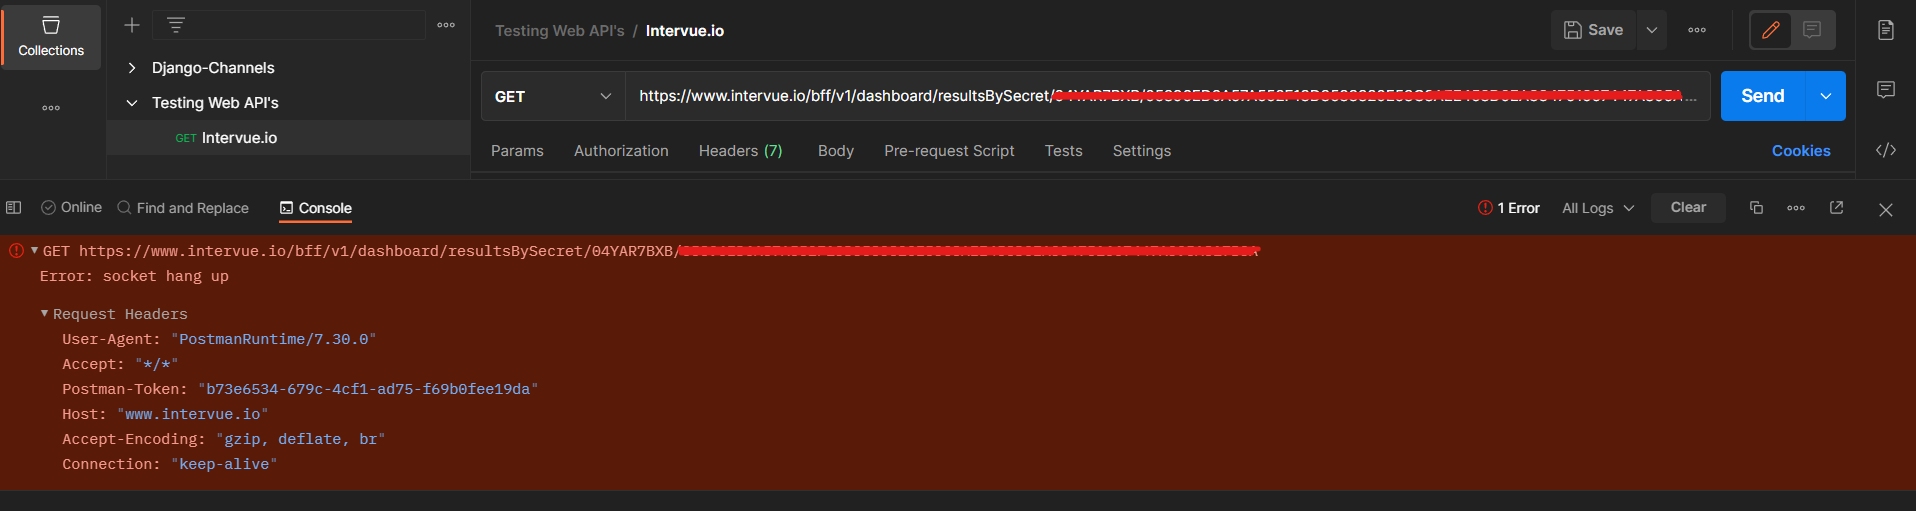 Collections
Django-Channels
Testing Web API's
GET Intervue.io
Testing Web API's / Intervue.io
Save
GET
https://www.intervue.io/bff/v1/dashboard/resultsBySecret/
...
Send
Params Authorization Headers (7) Body Pre-request Script Tests Settings Cookies
Online Find and Replace Console 1 Error All Logs Clear
GET https://www.intervue.io/bff/v1/dashboard/resultsBySecret/04YAR7BXB/
Error: socket hang up
Request Headers
User-Agent: "PostmanRuntime/7.30.0"
Accept: "*/*"
Postman-Token: "b73e6534-679c-4cf1-ad75-f69b0fee19da"
Host: "www.intervue.io"
Accept-Encoding: "gzip, deflate, br"
Connection: "keep-alive"